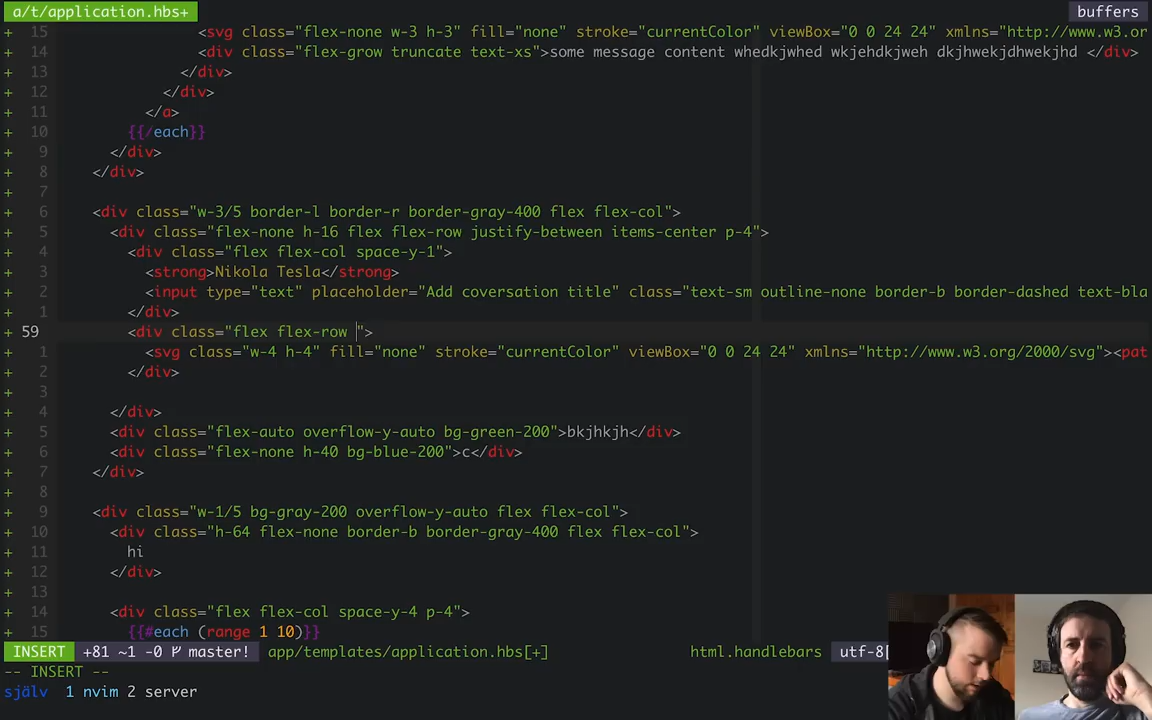 a/t/application.hbs+ buffers
+ 15 <svg class="flex-none w-3 h-3" fill="none" stroke="currentColor" viewBox="0 0 24 24" xmlns="http://www.w3.or
+ 14 <div class="flex-grow truncate text-xs">some message content whedkjwhed wkjehdkjweh dkjhwekjdhwekjhd </div>
+ 13 </div>
+ 12 </div>
+ 11 </a>
+ 10 {{/each}}
+ 9 </div>
+ 8 </div>
+ 7
+ 6 <div class="w-3/5 border-l border-r border-gray-400 flex flex-col">
+ 5 <div class="flex-none h-16 flex flex-row justify-between items-center p-4">
+ 4 <div class="flex flex-col space-y-1">
+ 3 <strong>Nikola Tesla</strong>
+ 2 <input type="text" placeholder="Add coversation title" class="text-sm outline-none border-b border-dashed text-bla
+ 1 </div>
+ 59 <div class="flex flex-row ">
+ 1 <svg class="w-4 h-4" fill="none" stroke="currentColor" viewBox="0 0 24 24" xmlns="http://www.w3.org/2000/svg"><pat
+ 2 </div>
+ 3
+ 4 </div>
+ 5 <div class="flex-auto overflow-y-auto bg-green-200">bkjhkjh</div>
+ 6 <div class="flex-none h-40 bg-blue-200">c</div>
+ 7 </div>
+ 8
+ 9 <div class="w-1/5 bg-gray-200 overflow-y-auto flex flex-col">
+ 10 <div class="h-64 flex-none border-b border-gray-400 flex flex-col">
+ 11 hi
+ 12 </div>
+ 13
+ 14 <div class="flex flex-col space-y-4 p-4">
+ 15 {{#each (range 1 10)}}
INSERT +81 ~1 -0 master! app/templates/application.hbs[+] html.handlebars utf-8[
-- INSERT --
själv 1 nvim 2 server